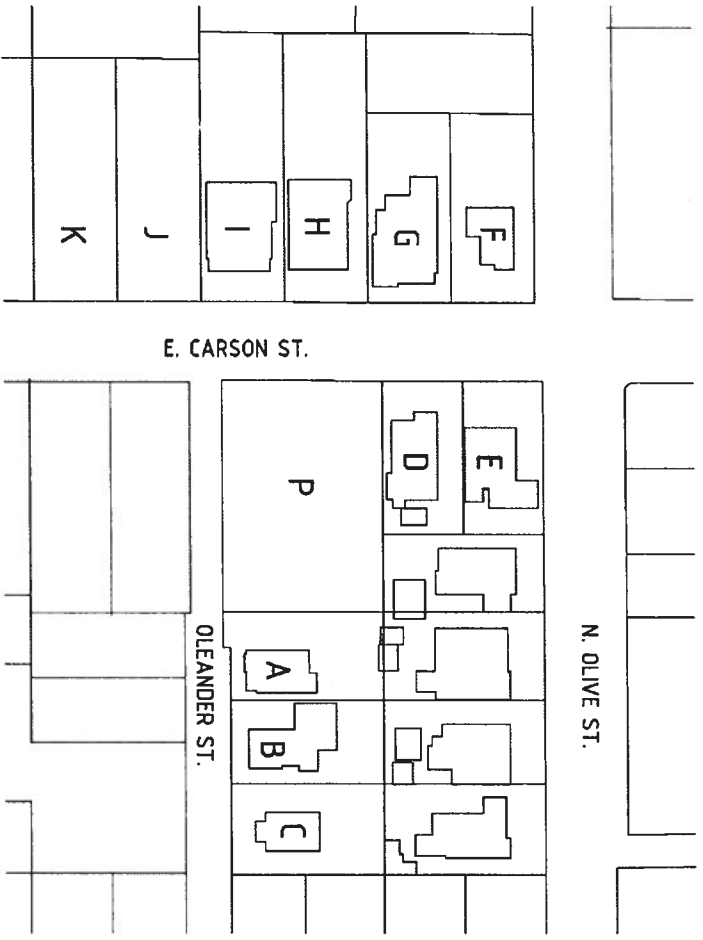 F
G
H
I
J
K
E. CARSON ST.
P
D
E
A
B
C
OLEANDER ST.
N. OLIVE ST.